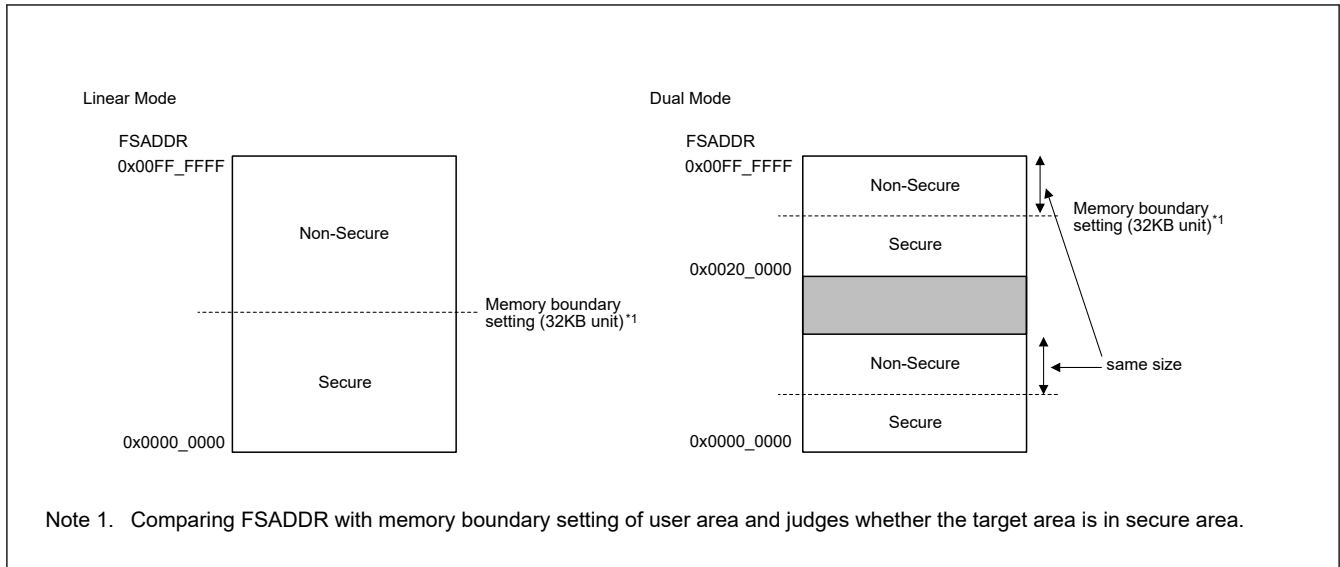 Linear Mode
FSADDR
0x00FF_FFFF
Non-Secure
Memory boundary
setting (32KB unit)*1
Secure
0x0000_0000
Dual Mode
FSADDR
0x00FF_FFFF
Non-Secure
Memory boundary
setting (32KB unit)*1
Secure
0x0020_0000
Non-Secure
same size
Secure
0x0000_0000
Note 1. Comparing FSADDR with memory boundary setting of user area and judges whether the target area is in secure area.